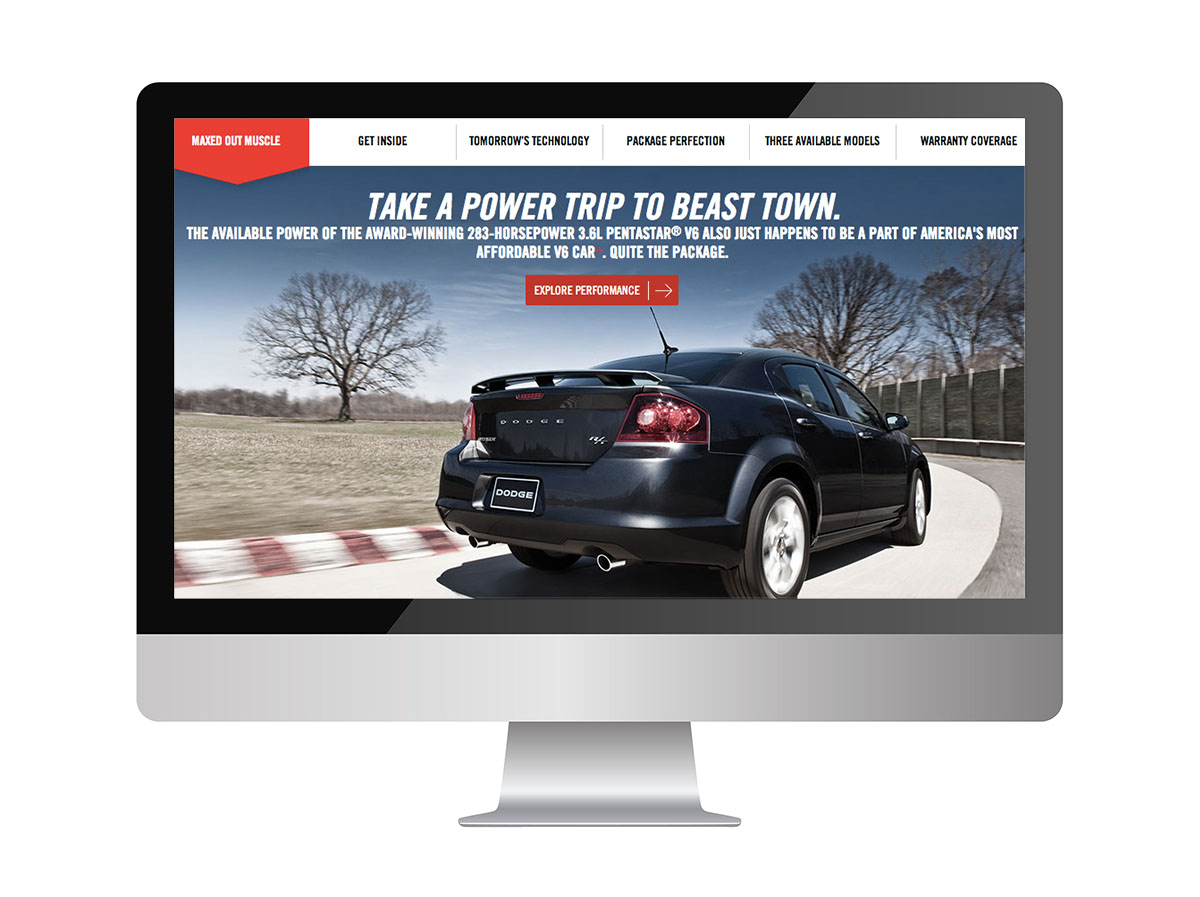 MAXED OUT MUSCLE
GET INSIDE
TOMORROW'S TECHNOLOGY
PACKAGE PERFECTION
THREE AVAILABLE MODELS
WARRANTY COVERAGE
TAKE A POWER TRIP TO BEAST TOWN.
THE AVAILABLE POWER OF THE AWARD-WINNING 283-HORSEPOWER 3.6L PENTASTAR® V6 ALSO JUST HAPPENS TO BE A PART OF AMERICA'S MOST
AFFORDABLE V6 CAR . QUITE THE PACKAGE.
EXPLORE PERFORMANCE
DODGE
R/T
DODGE